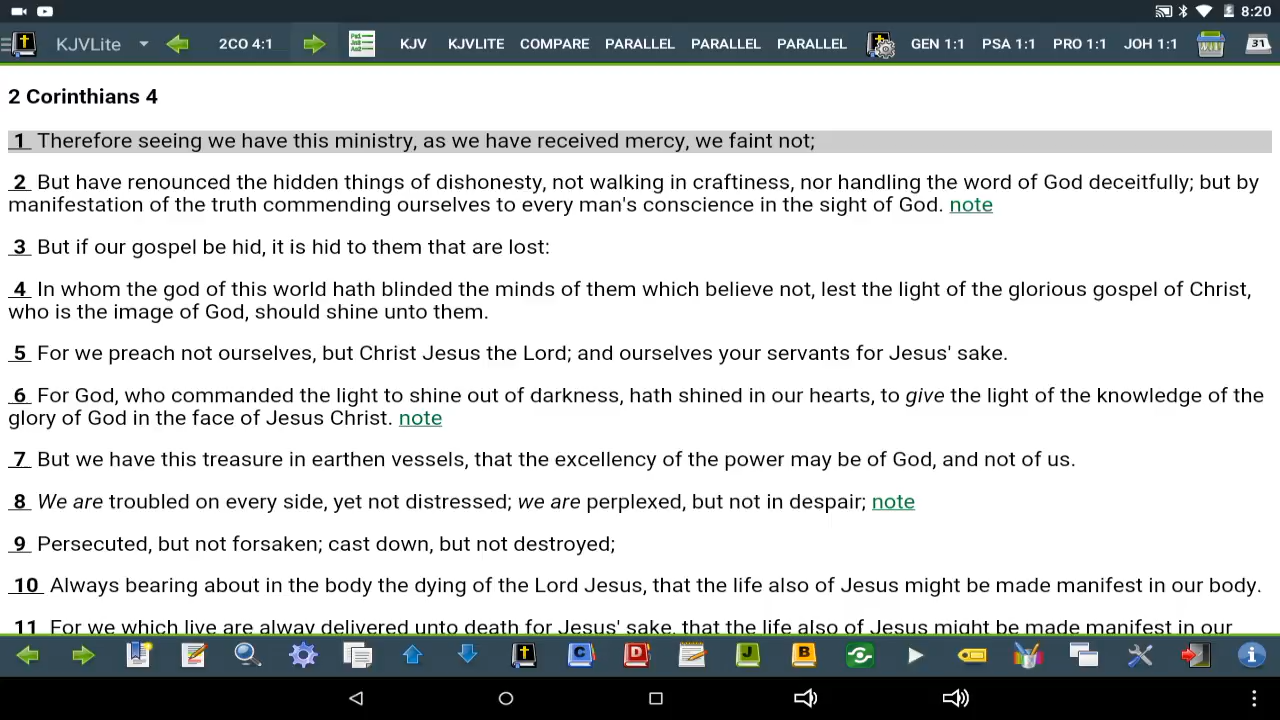 8:20
KJVLite 2CO 4:1 KJV KJVLITE COMPARE PARALLEL PARALLEL PARALLEL GEN 1:1 PSA 1:1 PRO 1:1 JOH 1:1 31
2 Corinthians 4
1 Therefore seeing we have this ministry, as we have received mercy, we faint not;
2 But have renounced the hidden things of dishonesty, not walking in craftiness, nor handling the word of God deceitfully; but by
manifestation of the truth commending ourselves to every man's conscience in the sight of God. note
3 But if our gospel be hid, it is hid to them that are lost:
4 In whom the god of this world hath blinded the minds of them which believe not, lest the light of the glorious gospel of Christ,
who is the image of God, should shine unto them.
5 For we preach not ourselves, but Christ Jesus the Lord; and ourselves your servants for Jesus' sake.
6 For God, who commanded the light to shine out of darkness, hath shined in our hearts, to give the light of the knowledge of the
glory of God in the face of Jesus Christ. note
7 But we have this treasure in earthen vessels, that the excellency of the power may be of God, and not of us.
8 We are troubled on every side, yet not distressed; we are perplexed, but not in despair; note
9 Persecuted, but not forsaken; cast down, but not destroyed;
10 Always bearing about in the body the dying of the Lord Jesus, that the life also of Jesus might be made manifest in our body.
11 For we which live are alway delivered unto death for Jesus' sake, that the life also of Jesus might be made manifest in our
C D J B i